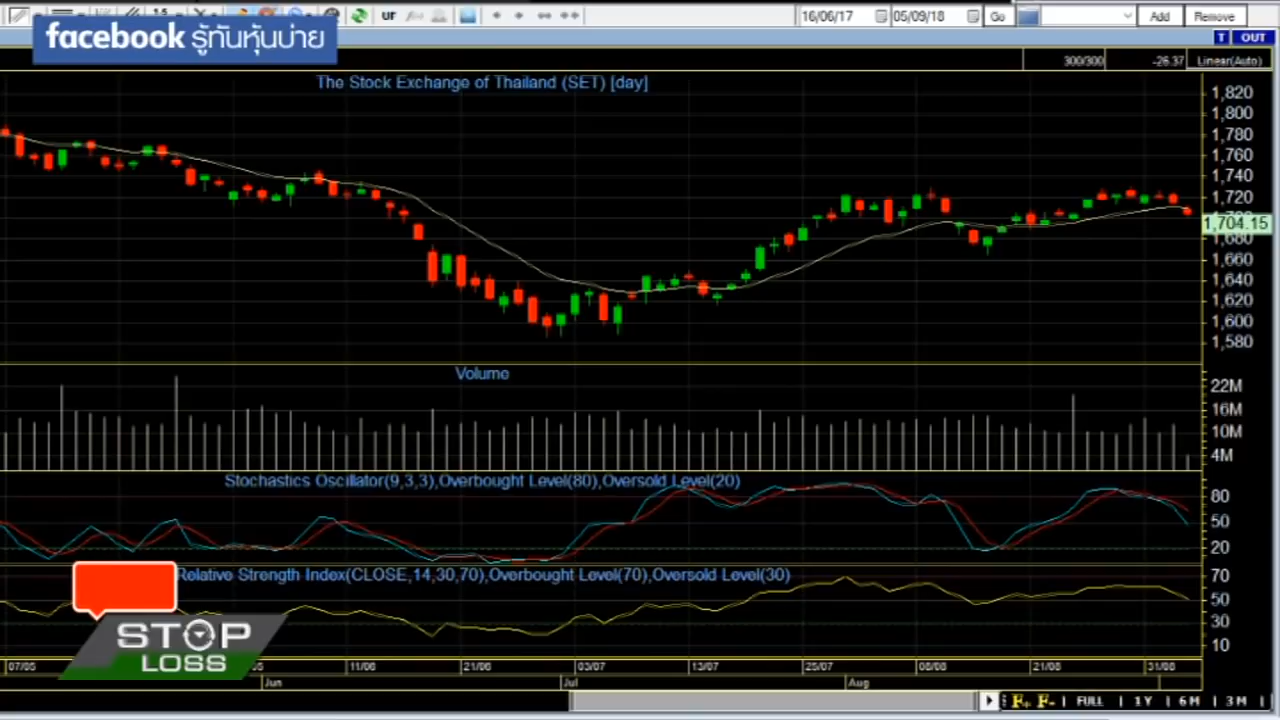 16/06/17 05/09/18 Go Add Remove
facebook รู้ทันหุ้นบ่าย
T OUT
300/300 -26.37 Linear(Auto)
The Stock Exchange of Thailand (SET) [day]
1,820
1,800
1,780
1,760
1,740
1,720
1,704.15
1,680
1,660
1,640
1,620
1,600
1,580
Volume
22M
16M
10M
4M
Stochastics Oscillator(9,3,3),Overbought Level(80),Oversold Level(20)
80
50
20
Relative Strength Index(CLOSE,14,30,70),Overbought Level(70),Oversold Level(30)
70
50
30
10
STOP
LOSS
07/05 11/06 21/06 03/07 13/07 25/07 08/08 21/08 31/08
Jun Jul Aug
FULL 1Y 6M 3M